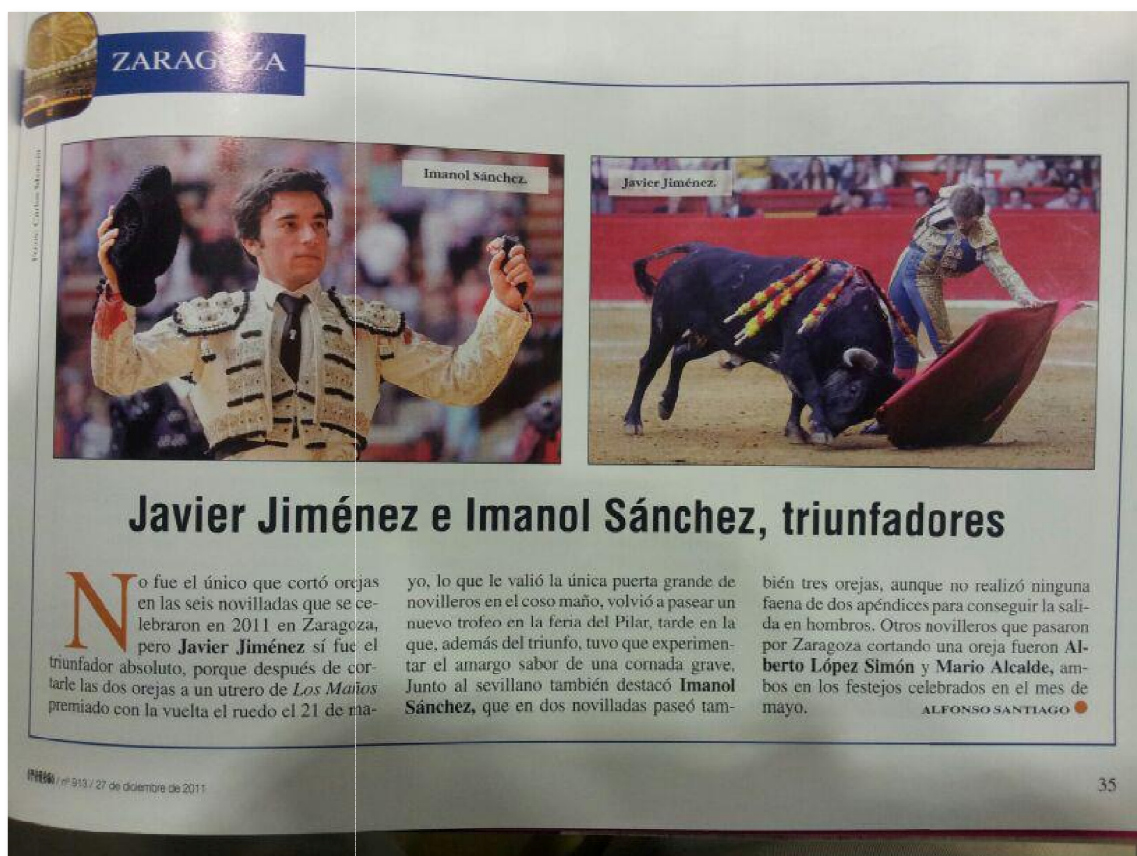 ZARAGOZA
Imanol Sánchez.
Javier Jiménez.
Javier Jiménez e Imanol Sánchez, triunfadores
No fue el único que cortó orejas
en las seis novilladas que se ce-
lebraron en 2011 en Zaragoza,
pero Javier Jiménez sí fue el
triunfador absoluto, porque después de cor-
tarle las dos orejas a un utrero de Los Maños
premiado con la vuelta el ruedo el 21 de ma-
yo, lo que le valió la única puerta grande de
novilleros en el coso maño, volvió a pasear un
nuevo trofeo en la feria del Pilar, tarde en la
que, además del triunfo, tuvo que experimen-
tar el amargo sabor de una cornada grave.
Junto al sevillano también destacó Imanol
Sánchez, que en dos novilladas paseó tam-
bién tres orejas, aunque no realizó ninguna
faena de dos apéndices para conseguir la sali-
da en hombros. Otros novilleros que pasaron
por Zaragoza cortando una oreja fueron Al-
berto López Simón y Mario Alcalde, am-
bos en los festejos celebrados en el mes de
mayo. ALFONSO SANTIAGO
/ nº 913 / 27 de diciembre de 2011
35